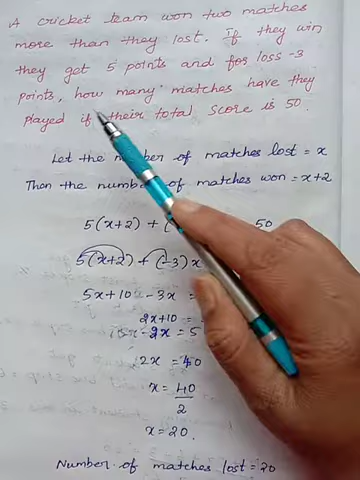 A cricket team won two matches
more than they lost. If they win
they get 5 points and for loss -3
points, how many matches have they
played if their total score is 50.
Let the number of matches lost = x
Then the number of matches won = x+2
5(x+2) + (- 50
5(x+2) + (-3)x
5x+10 -3x =
2x+10 =
2x = 40
x = 40/2
x = 20.
Number of matches lost = 20